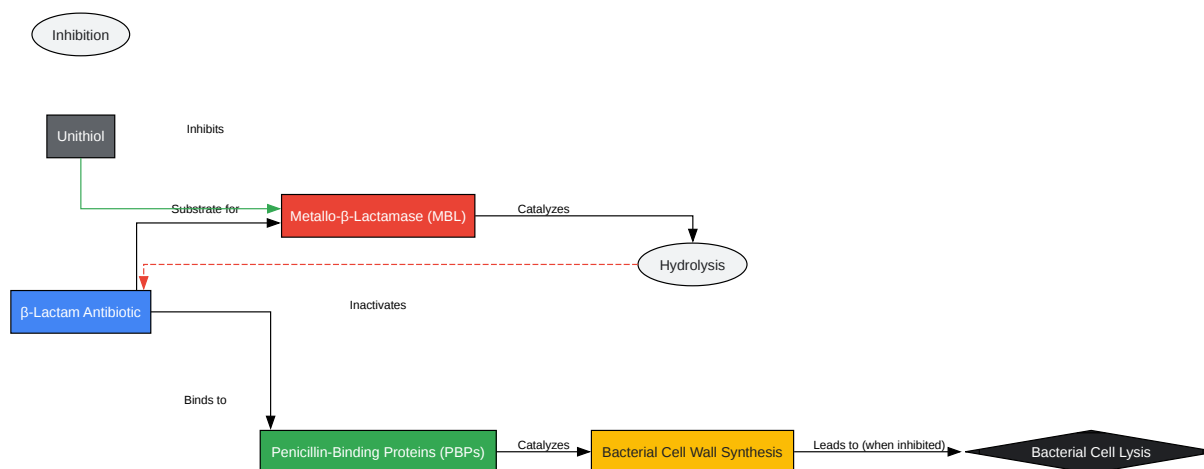 Inhibition
Unithiol
Inhibits
Substrate for
Metallo-β-Lactamase (MBL)
Catalyzes
Hydrolysis
β-Lactam Antibiotic
Inactivates
Binds to
Penicillin-Binding Proteins (PBPs)
Catalyzes
Bacterial Cell Wall Synthesis
Leads to (when inhibited)
Bacterial Cell Lysis